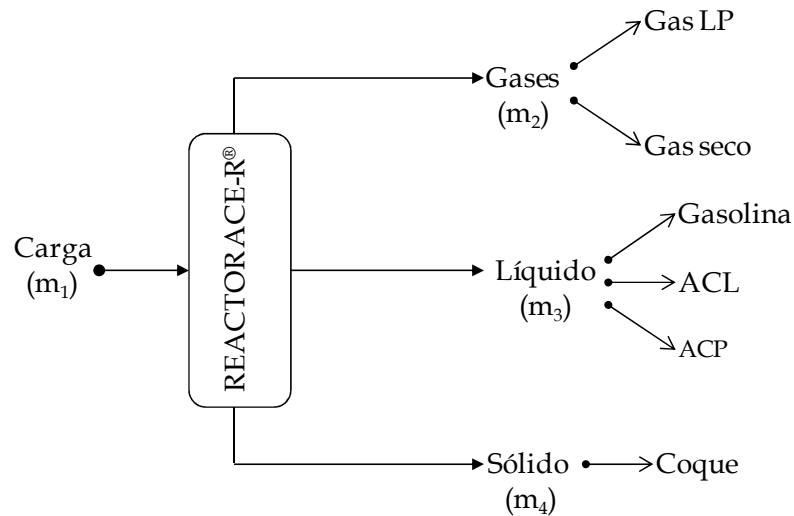 Gas LP
Gases
(m₂)
Gas seco
REACTOR ACE-R®
Carga
(m₁)
Gasolina
Líquido
(m₃)
ACL
ACP
Sólido
(m₄)
Coque